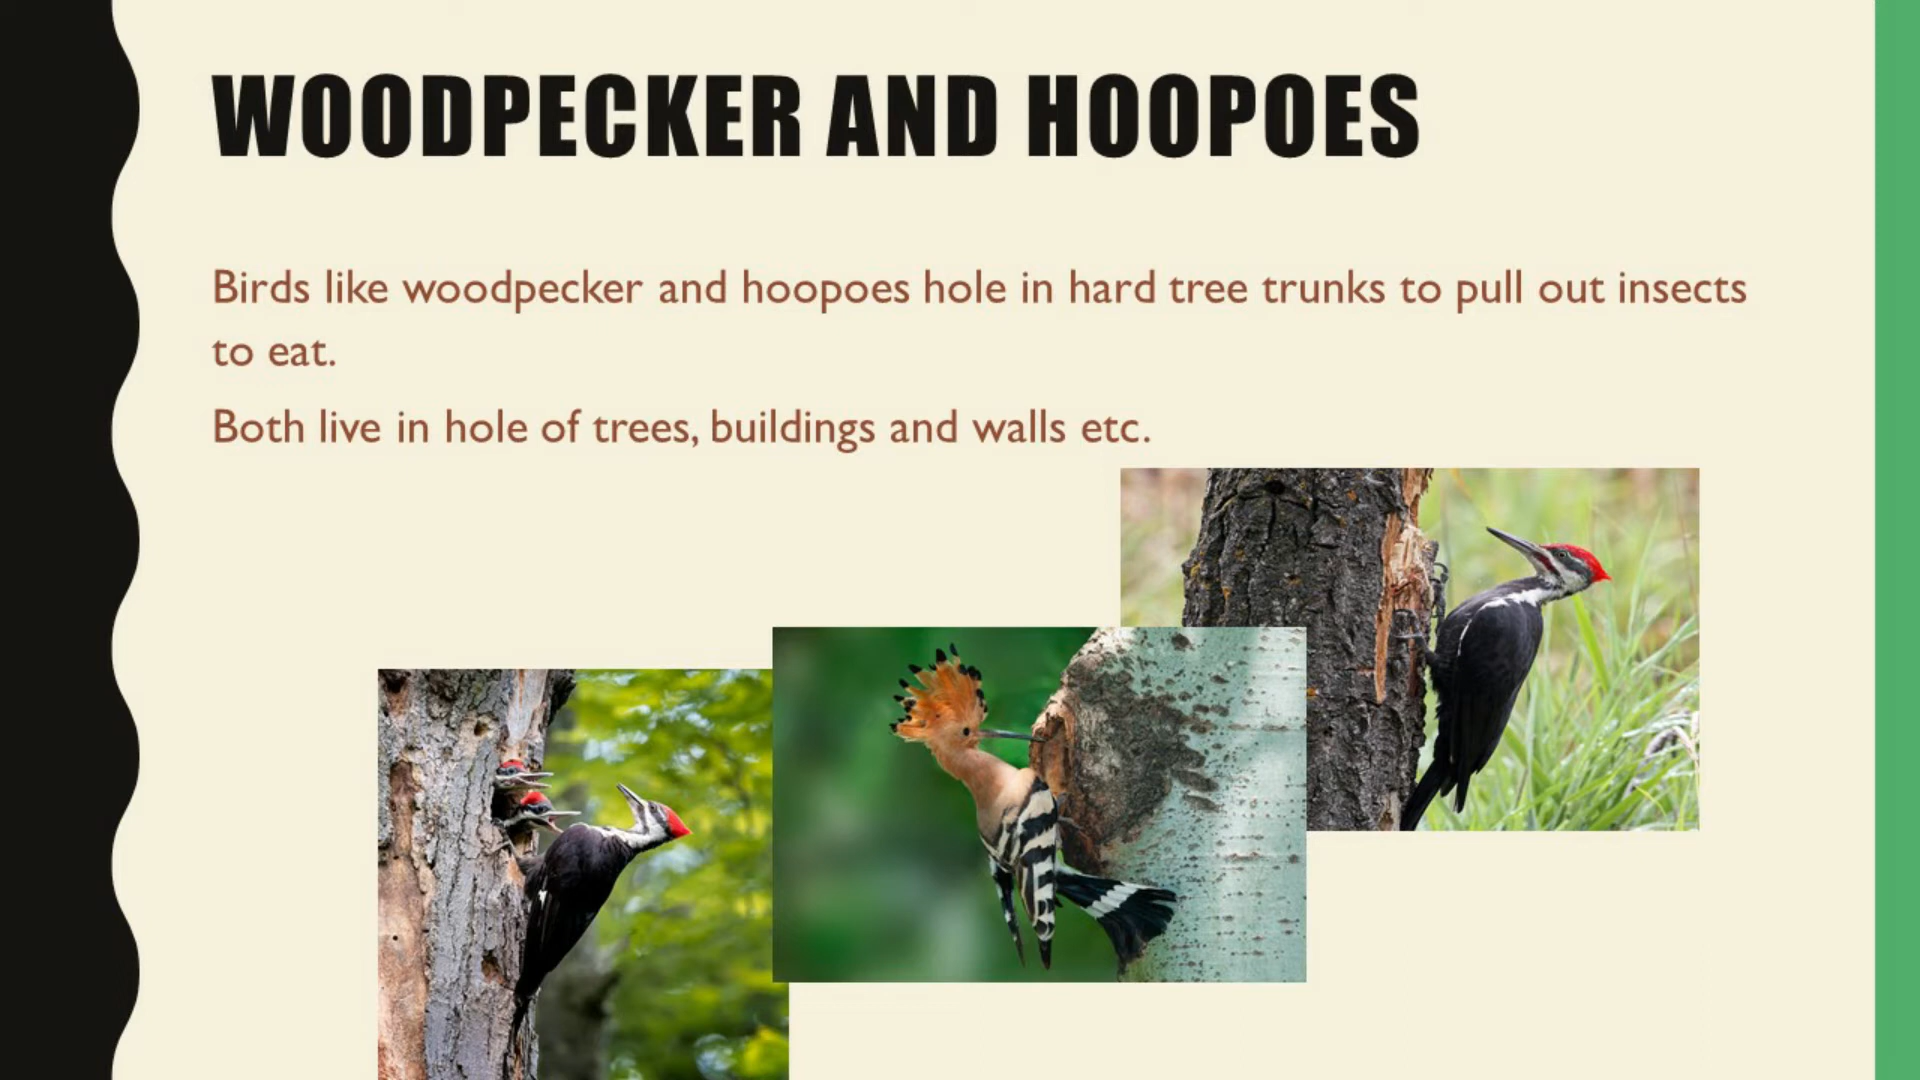 WOODPECKER AND HOOPOES
Birds like woodpecker and hoopoes hole in hard tree trunks to pull out insects
to eat.
Both live in hole of trees, buildings and walls etc.